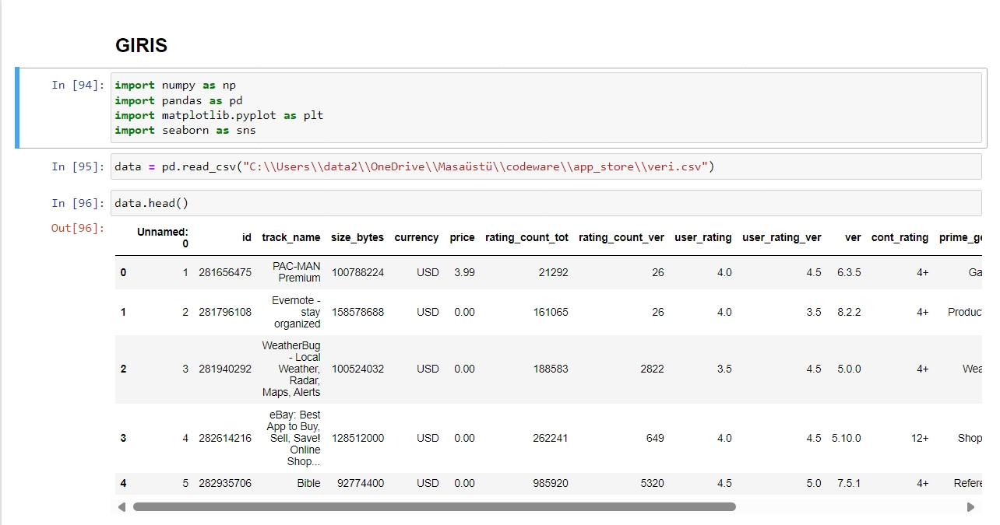 GIRIS
In [94]: import numpy as np
import pandas as pd
import matplotlib.pyplot as plt
import seaborn as sns
In [95]: data = pd.read_csv("C:\\Users\\data2\\OneDrive\\Masaüstü\\codeware\\app_store\\veri.csv")
In [96]: data.head()
Out[96]:
Unnamed: 0 id track_name size_bytes currency price rating_count_tot rating_count_ver user_rating user_rating_ver ver cont_rating prime_ge
0 1 281656475 PAC-MAN Premium 100788224 USD 3.99 21292 26 4.0 4.5 6.3.5 4+ Ga
1 2 281796108 Evernote - stay organized 158578688 USD 0.00 161065 26 4.0 3.5 8.2.2 4+ Produc
2 3 281940292 WeatherBug - Local Weather, Radar, Maps, Alerts 100524032 USD 0.00 188583 2822 3.5 4.5 5.0.0 4+ Wea
3 4 282614216 eBay: Best App to Buy, Sell, Save! Online Shop... 128512000 USD 0.00 262241 649 4.0 4.5 5.10.0 12+ Shop
4 5 282935706 Bible 92774400 USD 0.00 985920 5320 4.5 5.0 7.5.1 4+ Refere